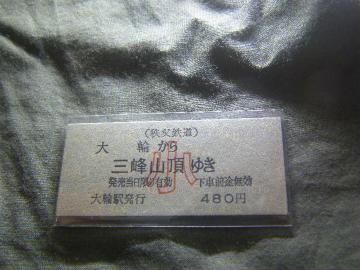 (秩父鉄道)
大輪から
三峰山頂ゆき
小
発売当日限り有効 下車前途無効
大輪駅発行 480円